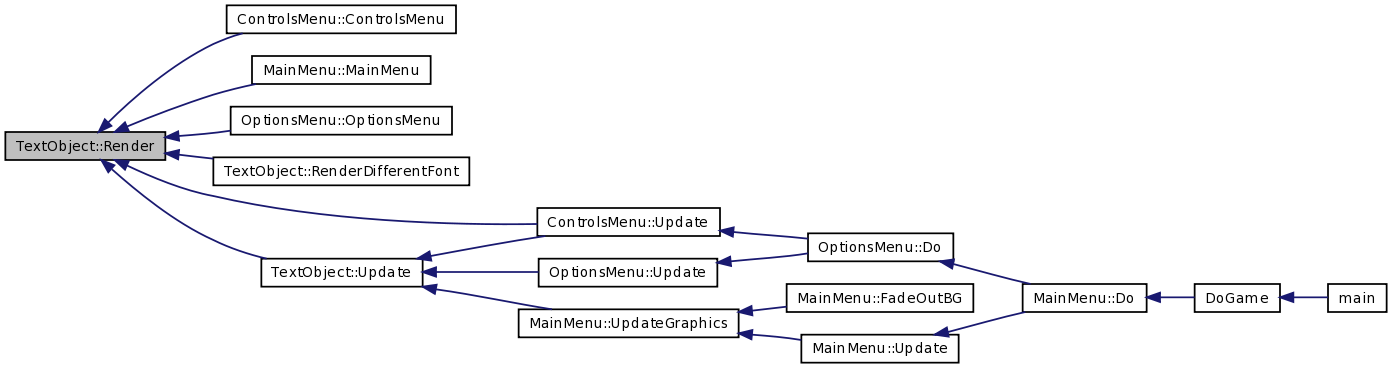 ControlsMenu::ControlsMenu
MainMenu::MainMenu
OptionsMenu::OptionsMenu
TextObject::Render
TextObject::RenderDifferentFont
ControlsMenu::Update
OptionsMenu::Do
TextObject::Update
OptionsMenu::Update
MainMenu::FadeOutBG
MainMenu::Do
DoGame
main
MainMenu::UpdateGraphics
MainMenu::Update